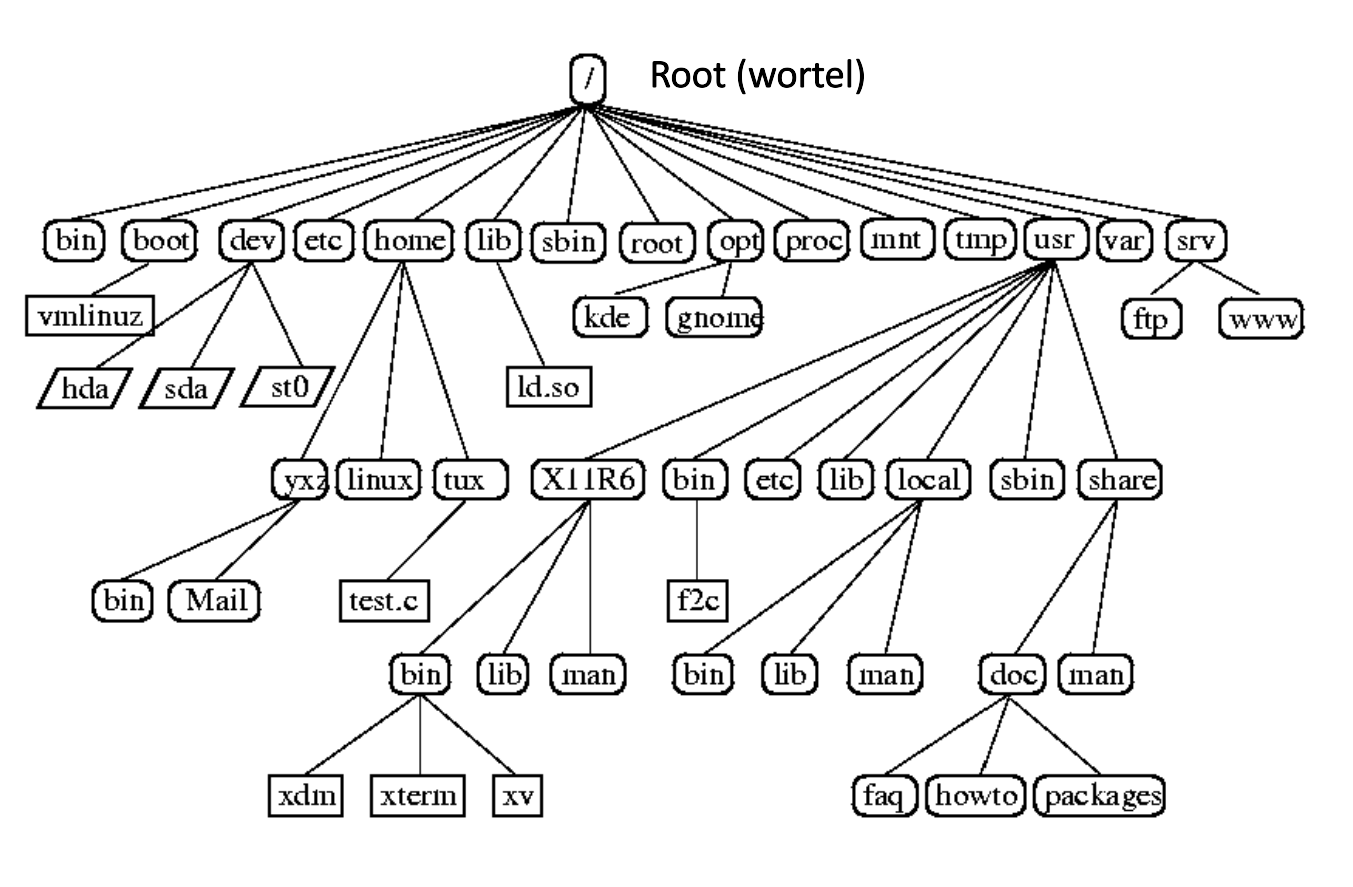 / Root (wortel)
bin boot dev etc home lib sbin root opt proc mnt tmp usr var srv
vmlinuz kde gnome ftp www
hda sda st0 ld.so
yxz linux tux X11R6 bin etc lib local sbin share
bin Mail test.c f2c
bin lib man bin lib man doc man
xdm xterm xv faq howto packages